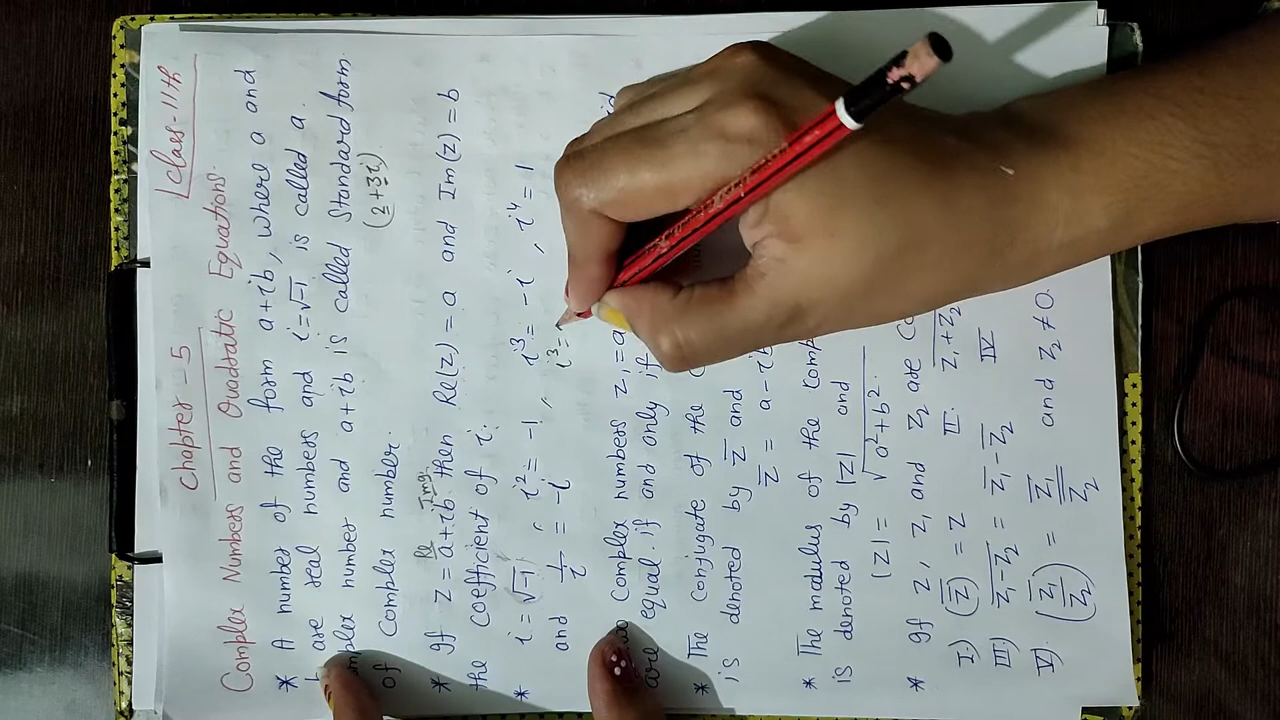 Chapter - 5
Class - 11th
Complex Numbers and Quadratic Equations.
* A number of the form a+ib, where a and
b are real numbers and i=√-1 is called a
complex number and a+ib is called Standard form
of Complex number.
(2+3i)
* If z = a+ib. then Re(z) = a and Im(z) = b
Re Img
the coefficient of i.
* i = √-1, i² = -1, i³ = -i, i⁴ = 1
and 1/i = -i
i³=
Two Complex numbers z₁=a
are equal. if and only if
* The conjugate of the
is denoted by z̅ and
z̅ = a - ib
* The modulus of the comp
is denoted by |z| and
|z| = √a²+b².
* If z, z₁ and z₂ are Co
I) (z̅)̅ = z II. z₁+z₂
III) z₁-z₂ = z̅₁-z̅₂ IV
V). (z₁/z₂) = z̅₁/z̅₂ and z₂ ≠ 0.